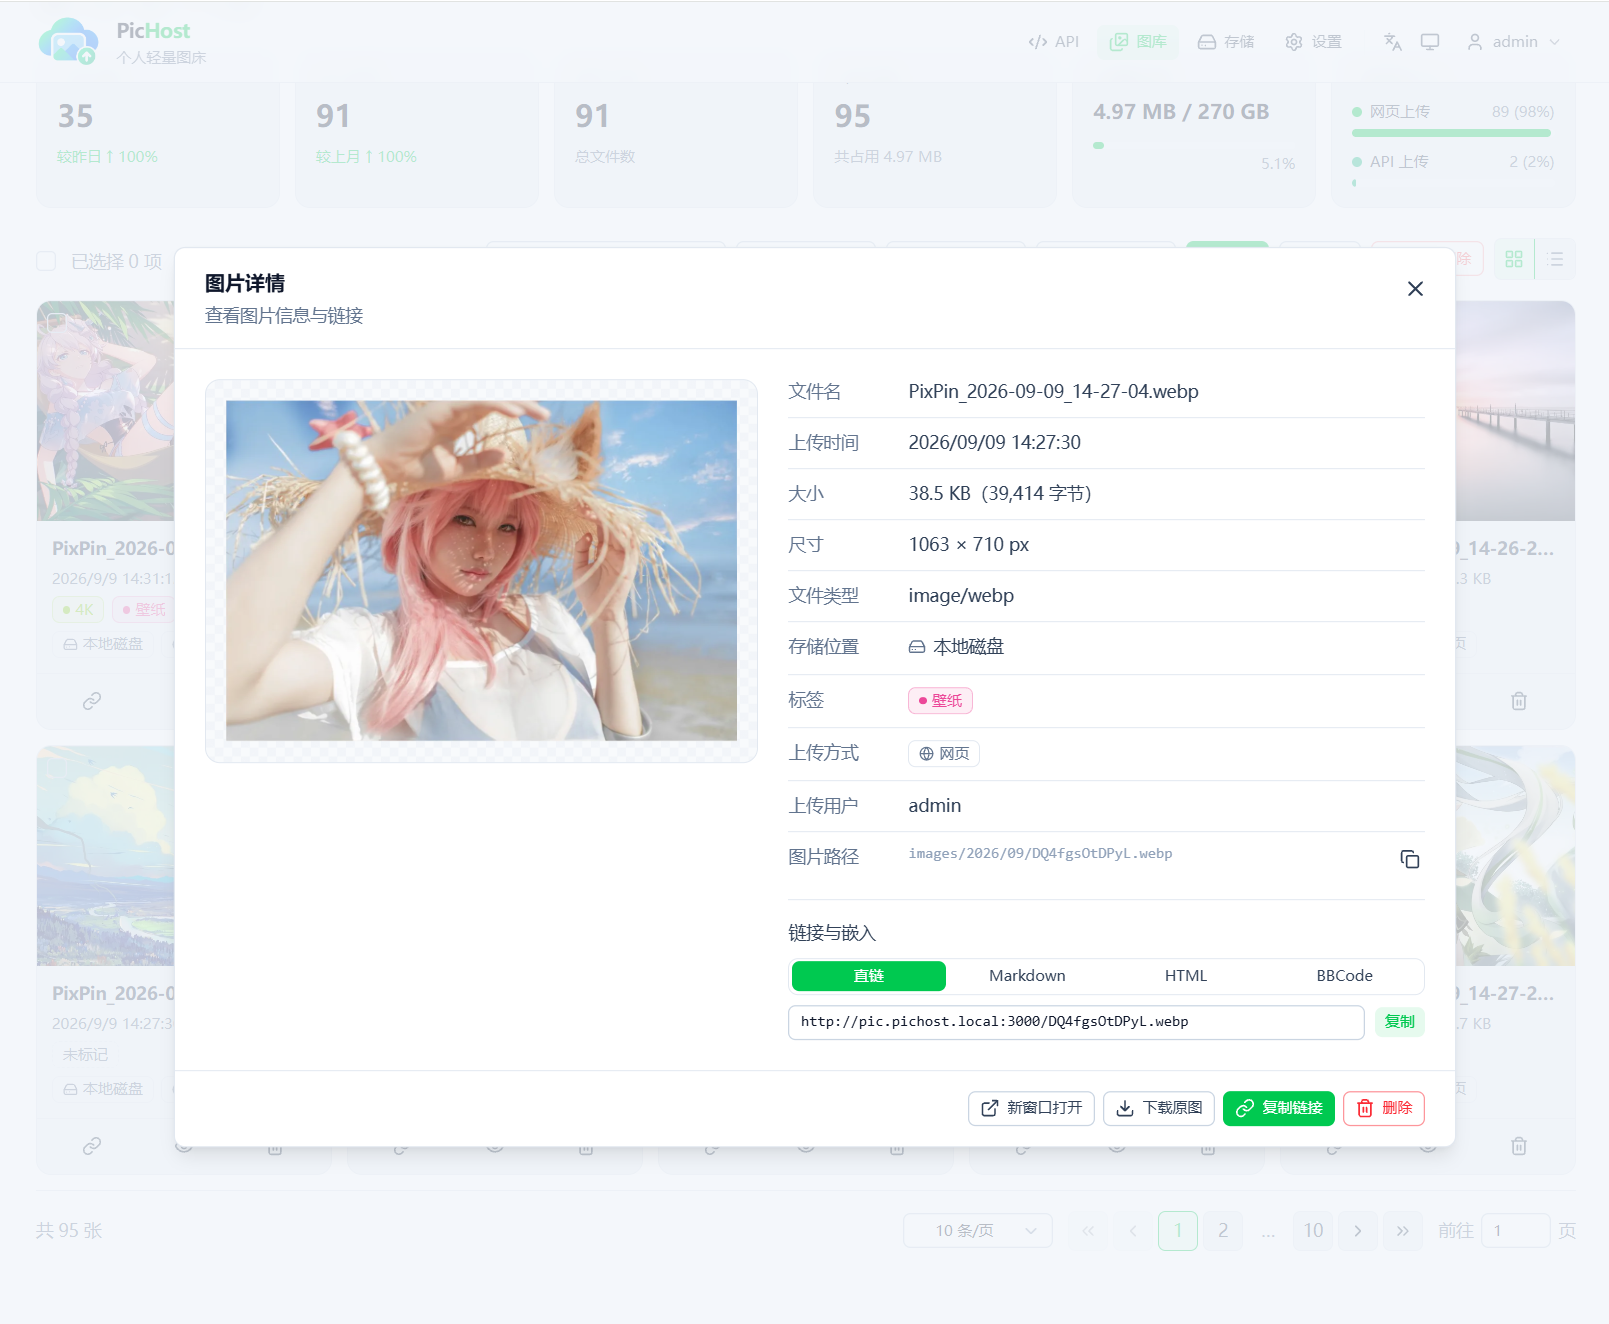 PicHost
个人轻量图床
API
图库
存储
设置
admin
35
较昨日 ↑ 100%
91
较上月 ↑ 100%
91
总文件数
95
共占用 4.97 MB
4.97 MB / 270 GB
5.1%
网页上传 89 (98%)
API 上传 2 (2%)
已选择 0 项
除
图片详情
查看图片信息与链接
文件名 PixPin_2026-09-09_14-27-04.webp
上传时间 2026/09/09 14:27:30
大小 38.5 KB（39,414 字节）
尺寸 1063 × 710 px
文件类型 image/webp
存储位置 本地磁盘
标签 壁纸
上传方式 网页
上传用户 admin
图片路径 images/2026/09/DQ4fgsOtDPyL.webp
链接与嵌入
直链 Markdown HTML BBCode
http://pic.pichost.local:3000/DQ4fgsOtDPyL.webp 复制
新窗口打开 下载原图 复制链接 删除
PixPin_2026-0
2026/9/9 14:31:1
4K 壁纸
本地磁盘
_14-26-2...
.3 KB
页
PixPin_2026-0
2026/9/9 14:27:3
未标记
本地磁盘
_14-27-2...
.7 KB
页
共 95 张
10 条/页
« ‹ 1 2 ... 10 › »
前往 1 页